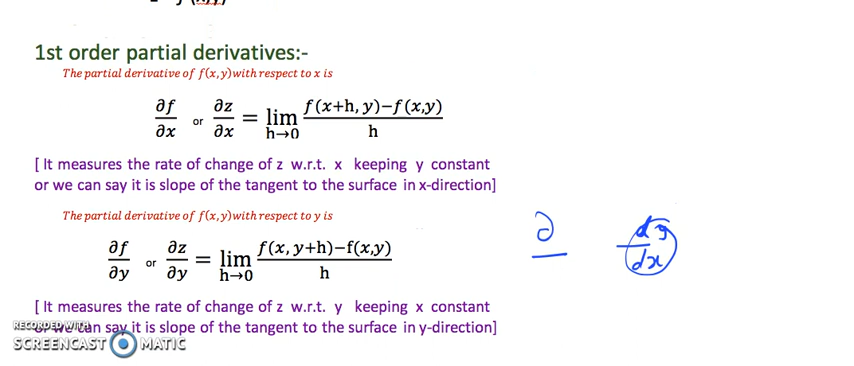 1st order partial derivatives:-
The partial derivative of f(x,y)with respect to x is
∂f/∂x or ∂z/∂x = lim h→0 f(x+h, y)−f(x,y)/h
[ It measures the rate of change of z w.r.t. x keeping y constant
or we can say it is slope of the tangent to the surface in x-direction]
The partial derivative of f(x,y)with respect to y is
∂f/∂y or ∂z/∂y = lim h→0 f(x, y+h)−f(x,y)/h
∂ dy/dx
[ It measures the rate of change of z w.r.t. y keeping x constant
or we can say it is slope of the tangent to the surface in y-direction]
RECORDED WITH
SCREENCAST MATIC